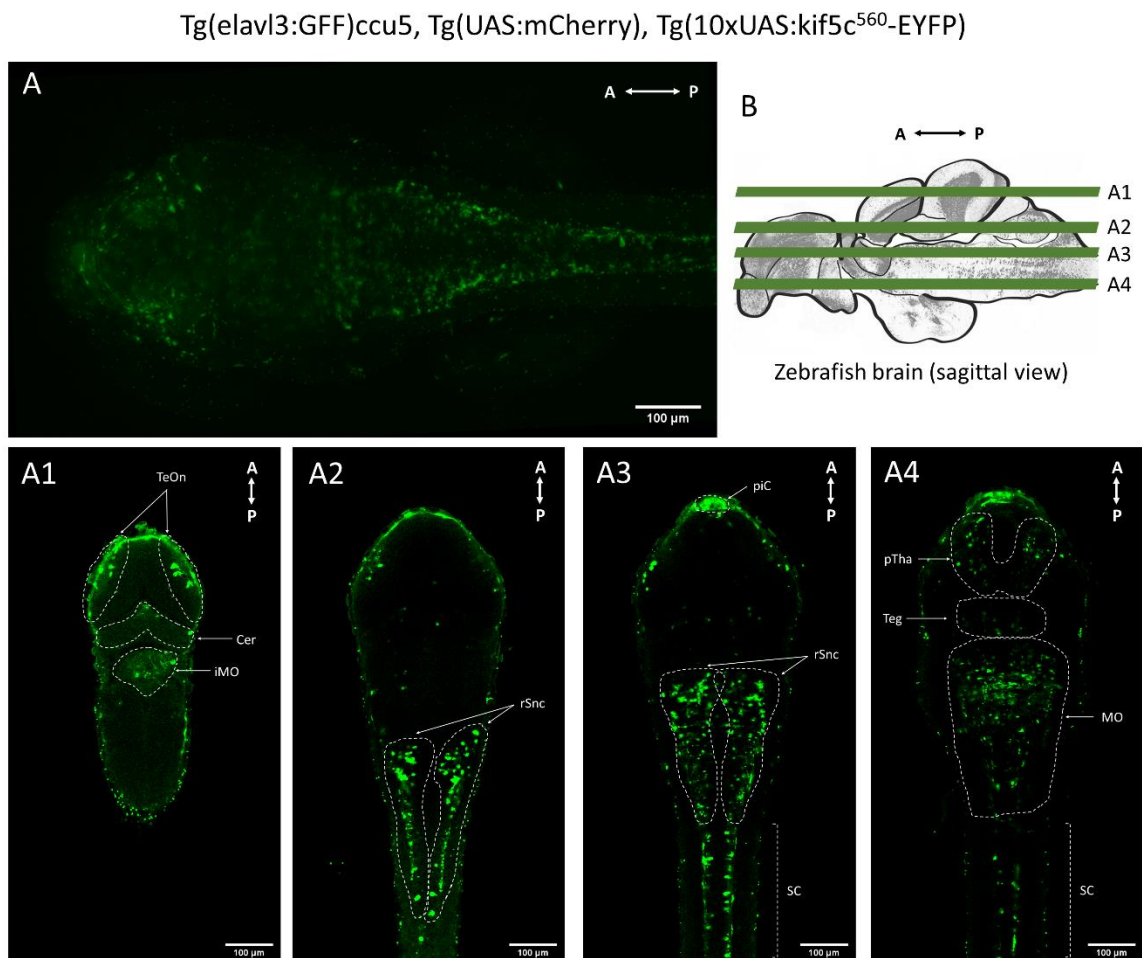 Tg(elavl3:GFP)ccu5, Tg(UAS:mCherry), Tg(10xUAS:kif5c⁵⁶⁰-EYFP)
A
A P
100 µm
B
A P
A1
A2
A3
A4
Zebrafish brain (sagittal view)
A1
TeOn
A
P
Cer
iMO
100 µm
A2
A
P
rSnc
100 µm
A3
piC
A
P
rSnc
SC
100 µm
A4
A
P
pTha
Teg
MO
SC
100 µm